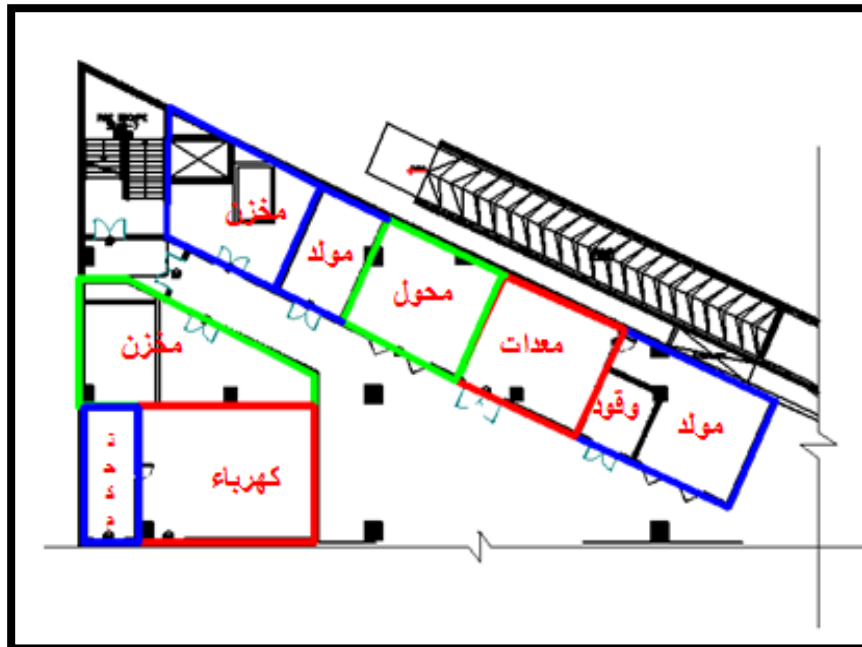 مخزن
مولد
محول
معدات
وقود
مولد
مخزن
كهرباء